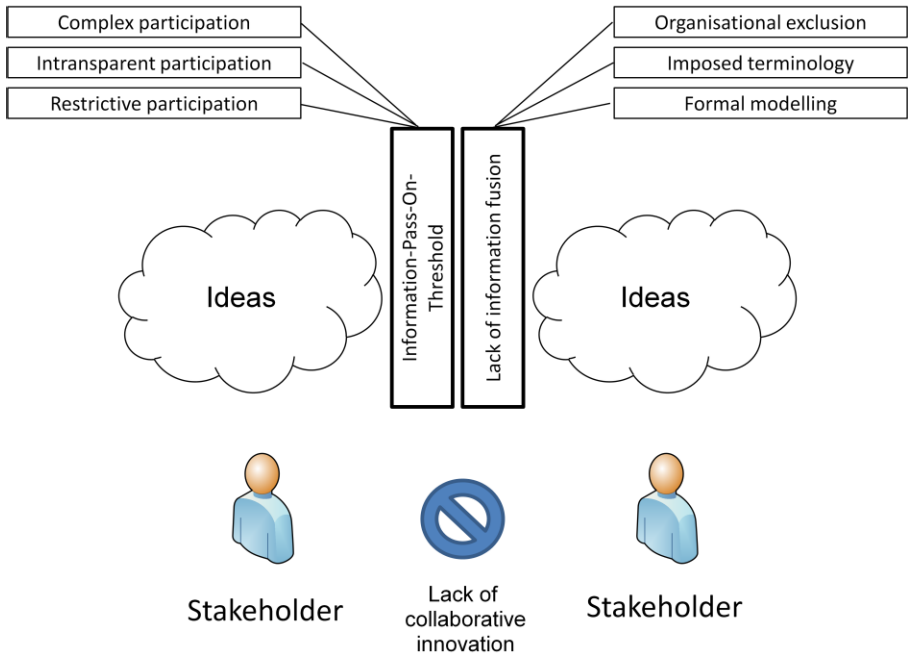 Complex participation
Intransparent participation
Restrictive participation
Organisational exclusion
Imposed terminology
Formal modelling
Information-Pass-On-
Threshold
Lack of information fusion
Ideas
Ideas
Stakeholder
Lack of
collaborative
innovation
Stakeholder